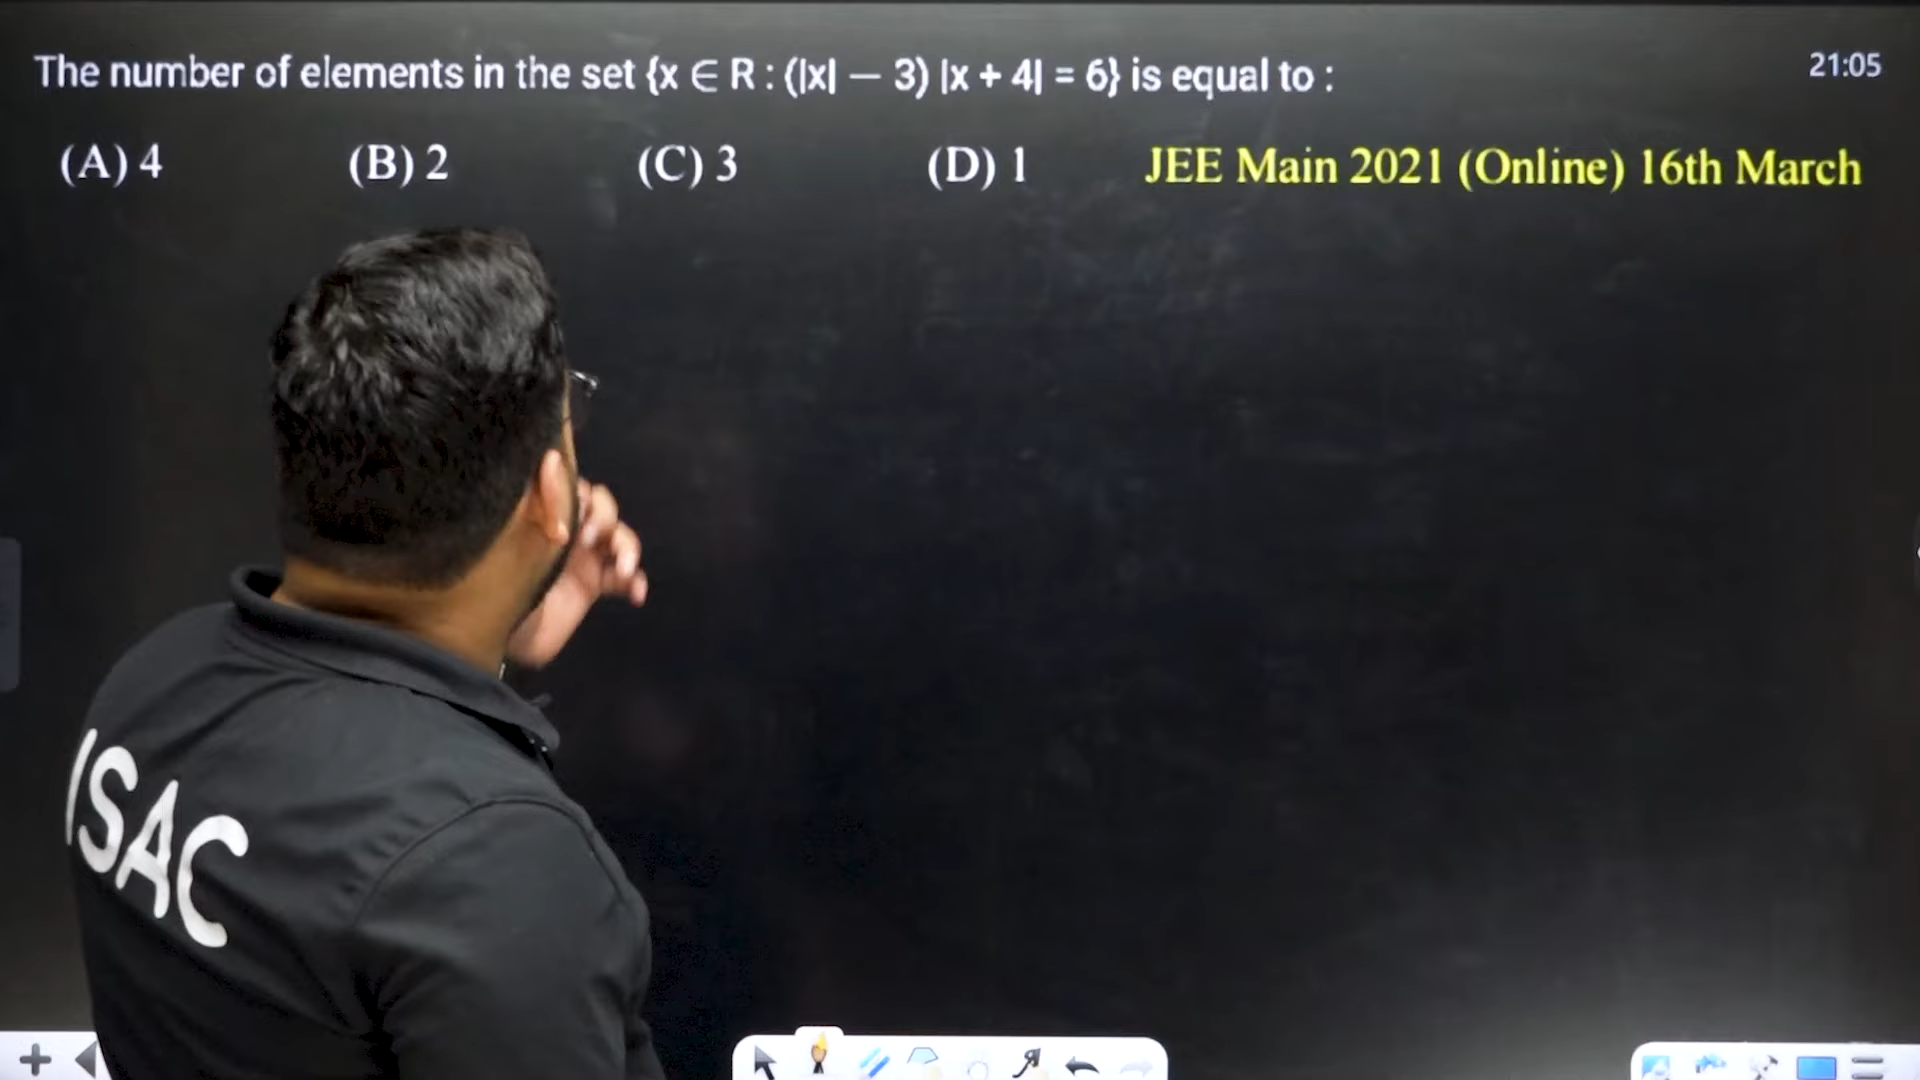 The number of elements in the set {x ∈ R : (|x| – 3) |x + 4| = 6} is equal to :
21:05
(A) 4 (B) 2 (C) 3 (D) 1 JEE Main 2021 (Online) 16th March
ISAC